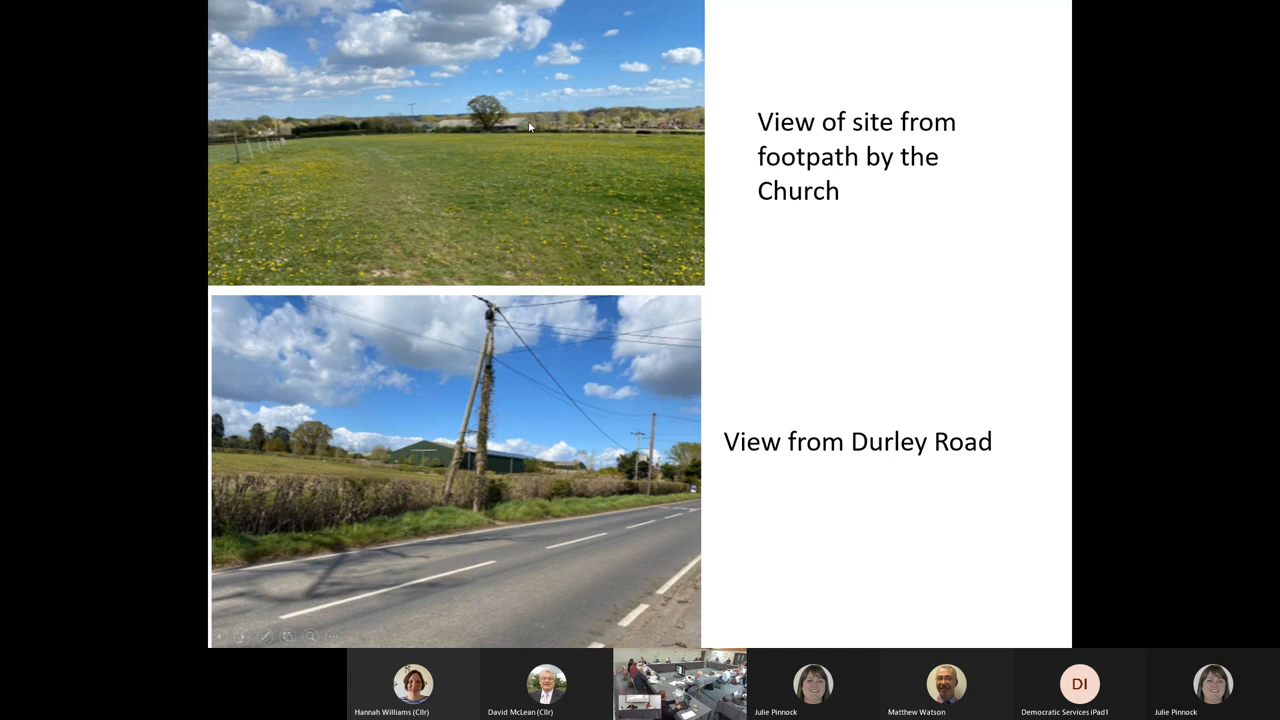 View of site from
footpath by the
Church
View from Durley Road
Hannah Williams (Cllr)
David McLean (Cllr)
Julie Pinnock
Matthew Watson
DI
Democratic Services iPad1
Julie Pinnock